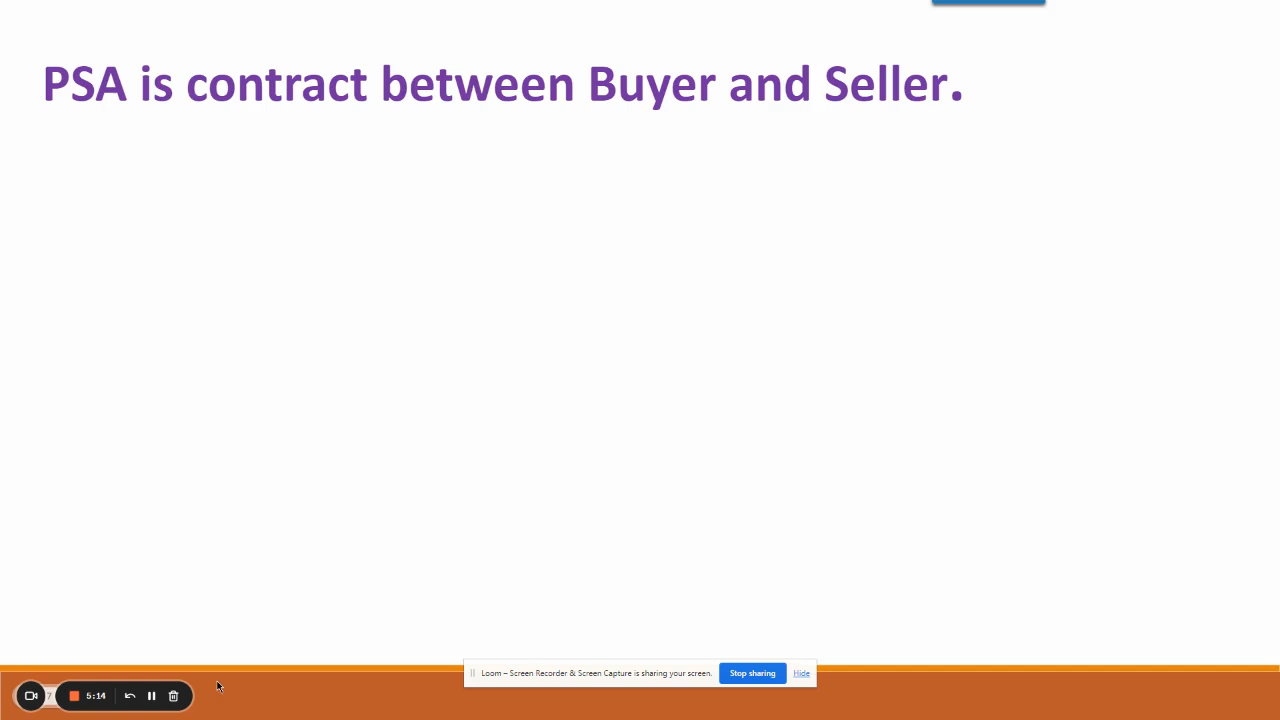 PSA is contract between Buyer and Seller.
Loom – Screen Recorder & Screen Capture is sharing your screen. Stop sharing Hide
7 5:14